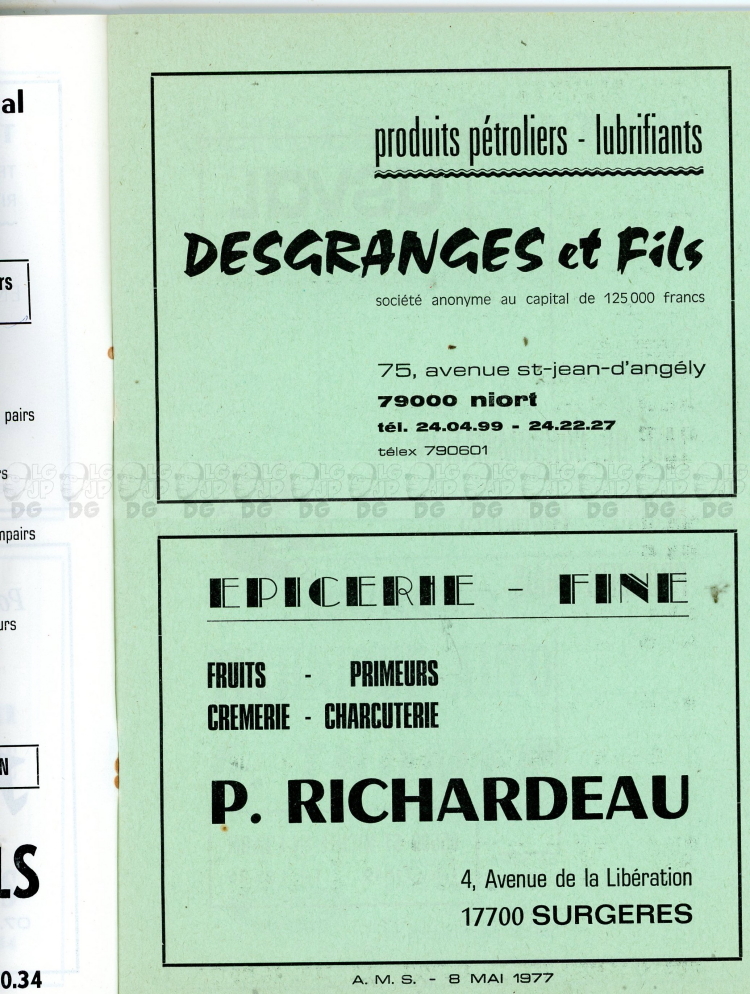 al
rs
pairs
rs
mpairs
urs
N
LS
0.34
produits pétroliers - lubrifiants
DESGRANGES et Fils
société anonyme au capital de 125 000 francs
75, avenue st-jean-d'angély
79000 niort
tél. 24.04.99 - 24.22.27
télex 790601
EPICERIE - FINE
FRUITS - PRIMEURS
CREMERIE - CHARCUTERIE
P. RICHARDEAU
4, Avenue de la Libération
17700 SURGERES
A. M. S. - 8 MAI 1977